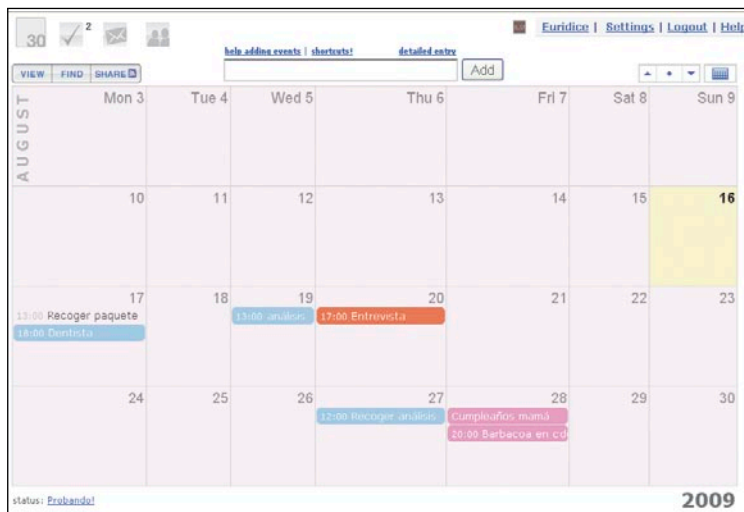 30 2
Euridice | Settings | Logout | Help
help adding events | shortcuts! detailed entry
VIEW FIND SHARE Add
AUGUST
Mon 3 Tue 4 Wed 5 Thu 6 Fri 7 Sat 8 Sun 9
10 11 12 13 14 15 16
17 18 19 20 21 22 23
13:00 Recoger paquete 13:00 análisis 17:00 Entrevista
18:00 Dentista
24 25 26 27 28 29 30
12:00 Recoger análisis Cumpleaños mamá
20:00 Barbacoa en cd
status: Probando!
2009